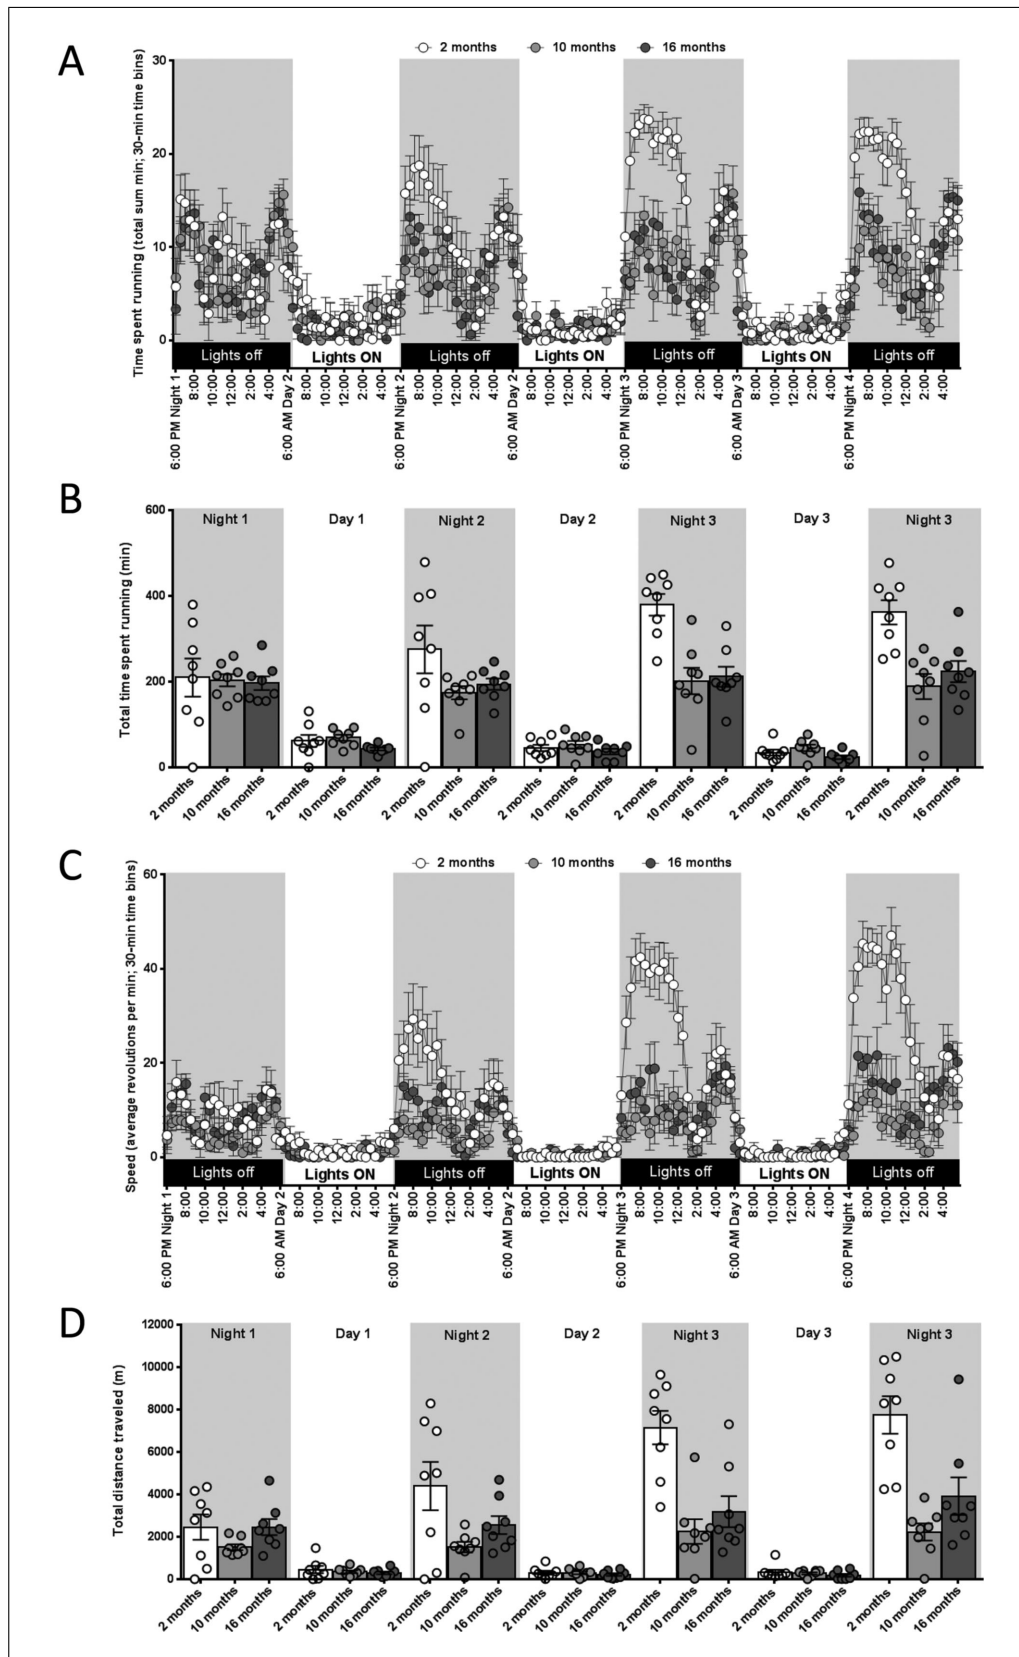 A
2 months 10 months 16 months
Time spent running (total sum min; 30-min time bins)
30
20
10
0
Lights off Lights ON Lights off Lights ON Lights off Lights ON Lights off
6:00 PM Night 1 8:00 10:00 12:00 2:00 4:00 6:00 AM Day 2 8:00 10:00 12:00 2:00 4:00 6:00 PM Night 2 8:00 10:00 12:00 2:00 4:00 6:00 AM Day 2 8:00 10:00 12:00 2:00 4:00 6:00 PM Night 3 8:00 10:00 12:00 2:00 4:00 6:00 AM Day 3 8:00 10:00 12:00 2:00 4:00 6:00 PM Night 4 8:00 10:00 12:00 2:00 4:00
B
Total time spent running (min)
600
400
200
0
Night 1 Day 1 Night 2 Day 2 Night 3 Day 3 Night 3
2 months 10 months 16 months 2 months 10 months 16 months 2 months 10 months 16 months 2 months 10 months 16 months 2 months 10 months 16 months 2 months 10 months 16 months 2 months 10 months 16 months
C
2 months 10 months 16 months
Speed (average revolutions per min; 30-min time bins)
60
40
20
0
Lights off Lights ON Lights off Lights ON Lights off Lights ON Lights off
6:00 PM Night 1 8:00 10:00 12:00 2:00 4:00 6:00 AM Day 2 8:00 10:00 12:00 2:00 4:00 6:00 PM Night 2 8:00 10:00 12:00 2:00 4:00 6:00 AM Day 2 8:00 10:00 12:00 2:00 4:00 6:00 PM Night 3 8:00 10:00 12:00 2:00 4:00 6:00 AM Day 3 8:00 10:00 12:00 2:00 4:00 6:00 PM Night 4 8:00 10:00 12:00 2:00 4:00
D
Total distance traveled (m)
12000
10000
8000
6000
4000
2000
0
Night 1 Day 1 Night 2 Day 2 Night 3 Day 3 Night 3
2 months 10 months 16 months 2 months 10 months 16 months 2 months 10 months 16 months 2 months 10 months 16 months 2 months 10 months 16 months 2 months 10 months 16 months 2 months 10 months 16 months